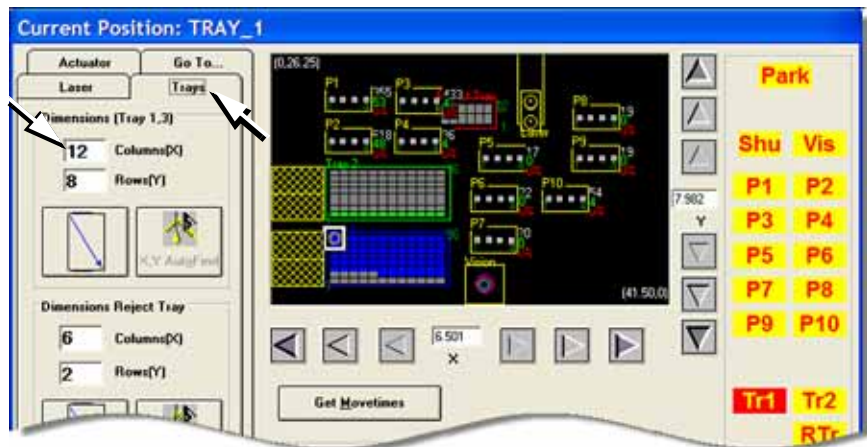 Current Position: TRAY_1
Actuator
Go To...
Laser
Trays
Dimensions (Tray 1,3)
12 Columns(X)
8 Rows(Y)
X,Y AutoFind
Dimensions Reject Tray
6 Columns(X)
2 Rows(Y)
(0,26.25)
P1
P3
P8
P2
P4
P5
P9
Tray 2
P6
P10
P7
Vision
(41.50,0)
7.982
Y
6.501
X
Get Movetimes
Park
Shu Vis
P1 P2
P3 P4
P5 P6
P7 P8
P9 P10
Tr1 Tr2
RTr